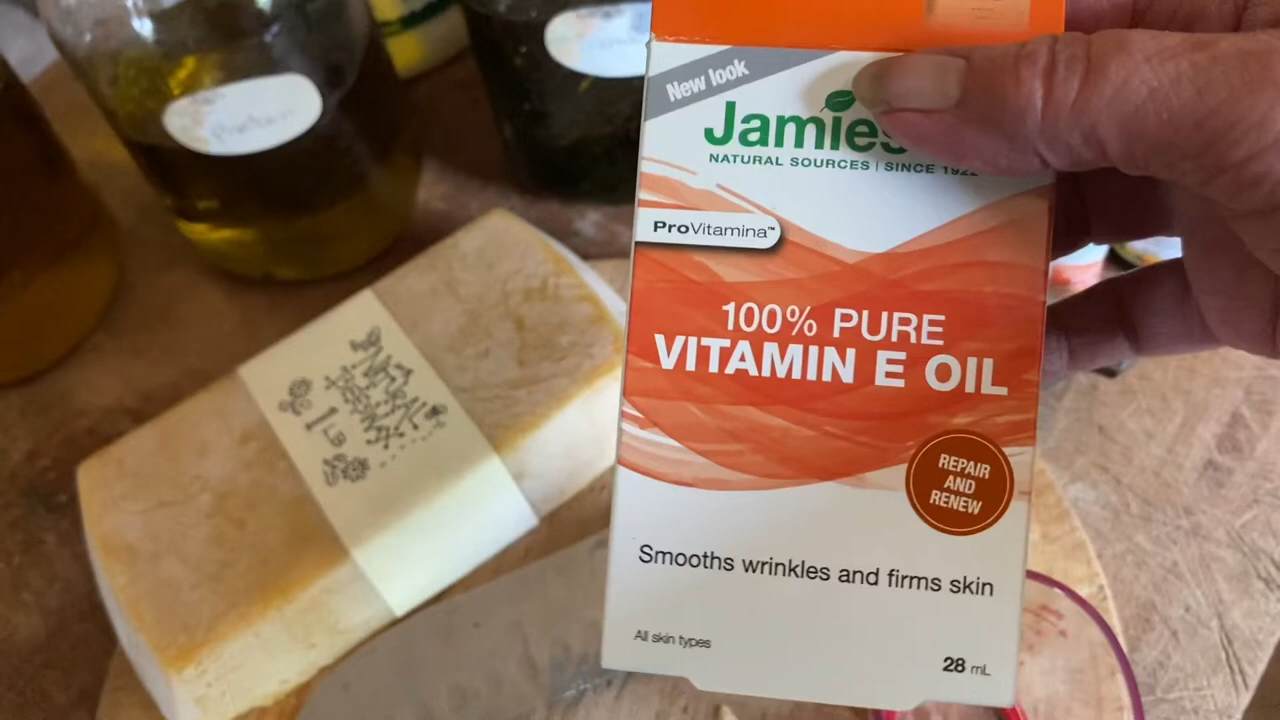 New look
Jamies
NATURAL SOURCES | SINCE 1922
ProVitamina™
100% PURE
VITAMIN E OIL
REPAIR
AND
RENEW
Smooths wrinkles and firms skin
All skin types
28 mL